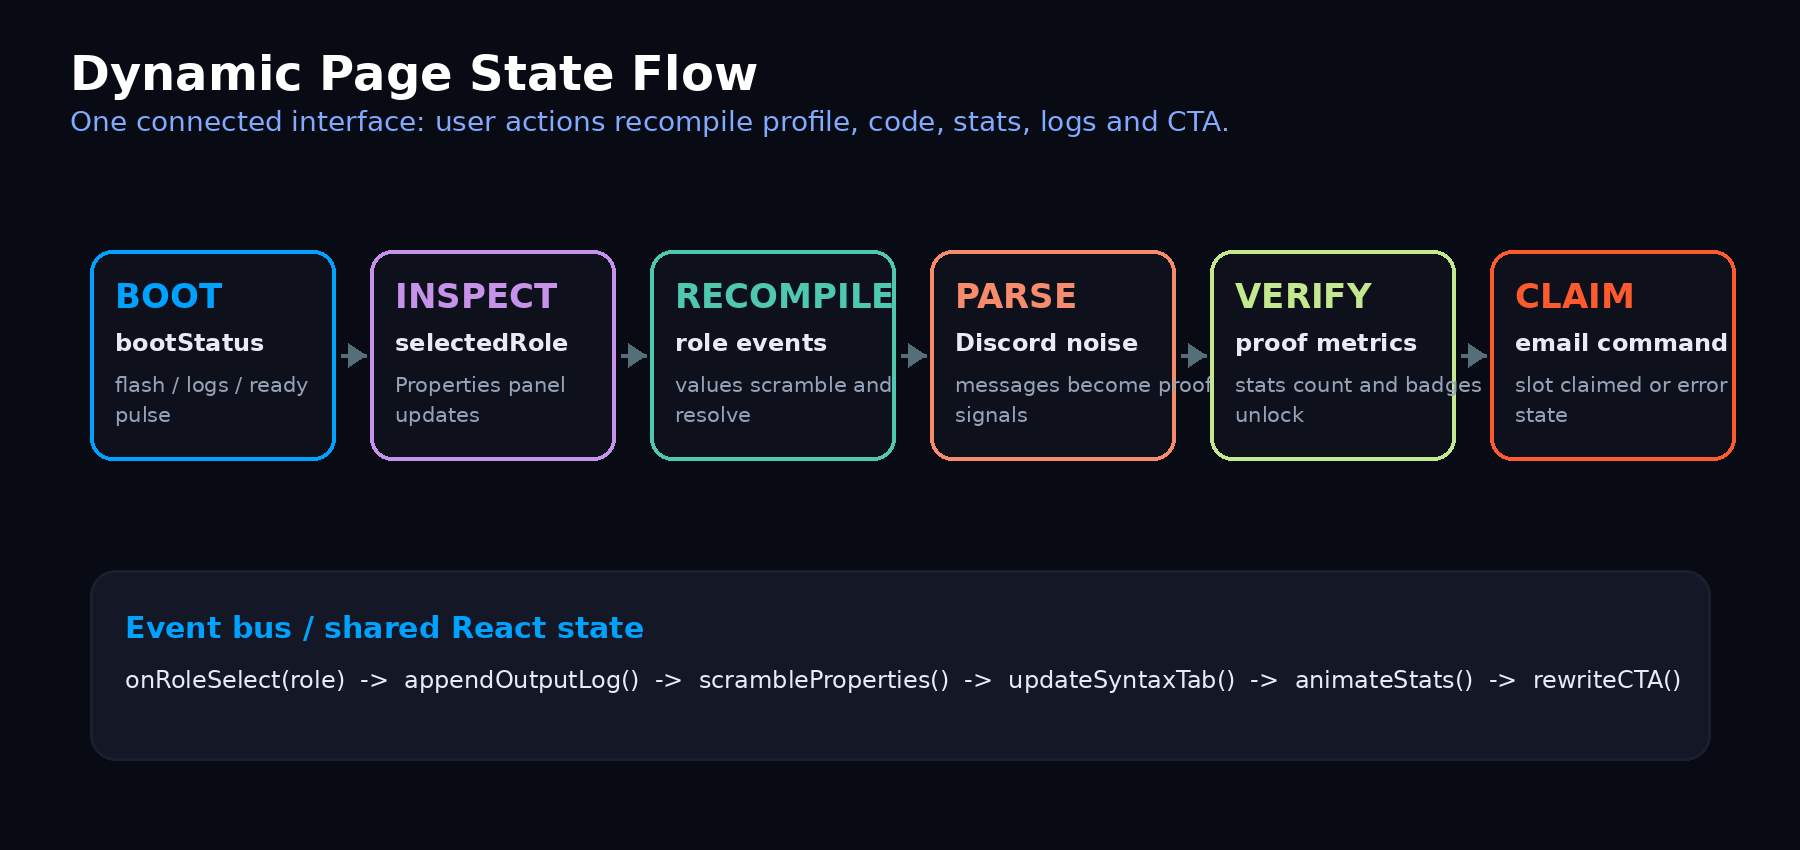 Dynamic Page State Flow
One connected interface: user actions recompile profile, code, stats, logs and CTA.
BOOT
bootStatus
flash / logs / ready
pulse
INSPECT
selectedRole
Properties panel
updates
RECOMPILE
role events
values scramble and
resolve
PARSE
Discord noise
messages become proof
signals
VERIFY
proof metrics
stats count and badges
unlock
CLAIM
email command
slot claimed or error
state
Event bus / shared React state
onRoleSelect(role) -> appendOutputLog() -> scrambleProperties() -> updateSyntaxTab() -> animateStats() -> rewriteCTA()